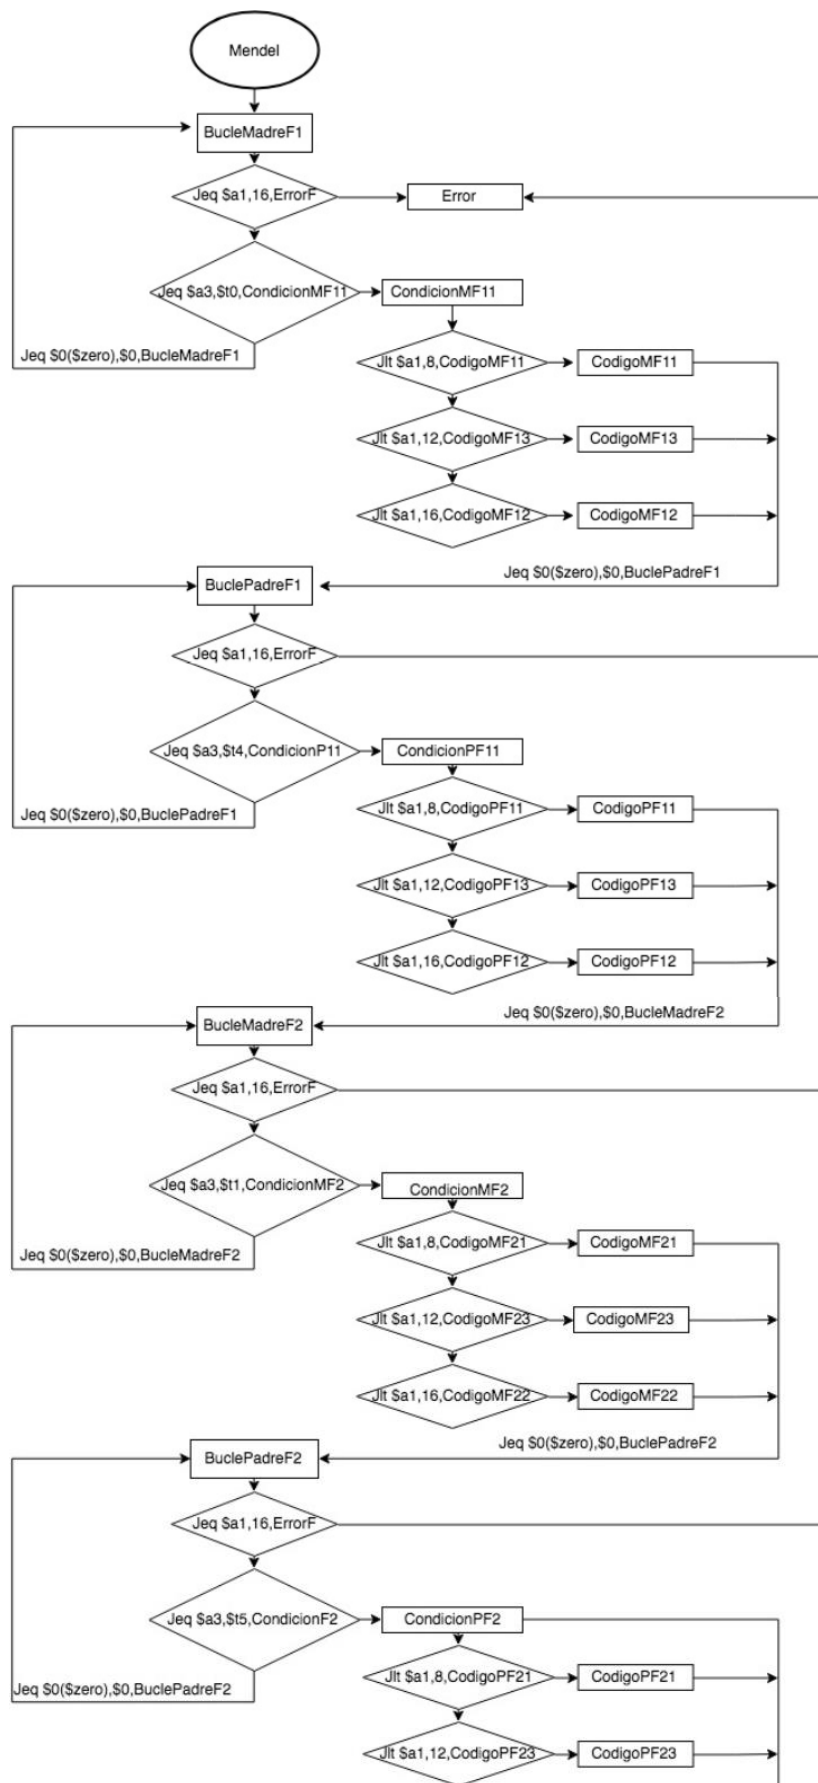 Mendel
BucleMadreF1
Jeq $a1,16,ErrorF
Error
Jeq $a3,$t0,CondicionMF11
CondicionMF11
Jeq $0($zero),$0,BucleMadreF1
Jlt $a1,8,CodigoMF11
CodigoMF11
Jlt $a1,12,CodigoMF13
CodigoMF13
Jlt $a1,16,CodigoMF12
CodigoMF12
Jeq $0($zero),$0,BuclePadreF1
BuclePadreF1
Jeq $a1,16,ErrorF
Jeq $a3,$t4,CondicionP11
CondicionPF11
Jeq $0($zero),$0,BuclePadreF1
Jlt $a1,8,CodigoPF11
CodigoPF11
Jlt $a1,12,CodigoPF13
CodigoPF13
Jlt $a1,16,CodigoPF12
CodigoPF12
Jeq $0($zero),$0,BucleMadreF2
BucleMadreF2
Jeq $a1,16,ErrorF
Jeq $a3,$t1,CondicionMF2
CondicionMF2
Jeq $0($zero),$0,BucleMadreF2
Jlt $a1,8,CodigoMF21
CodigoMF21
Jlt $a1,12,CodigoMF23
CodigoMF23
Jlt $a1,16,CodigoMF22
CodigoMF22
Jeq $0($zero),$0,BuclePadreF2
BuclePadreF2
Jeq $a1,16,ErrorF
Jeq $a3,$t5,CondicionF2
CondicionPF2
Jeq $0($zero),$0,BuclePadreF2
Jlt $a1,8,CodigoPF21
CodigoPF21
Jlt $a1,12,CodigoPF23
CodigoPF23